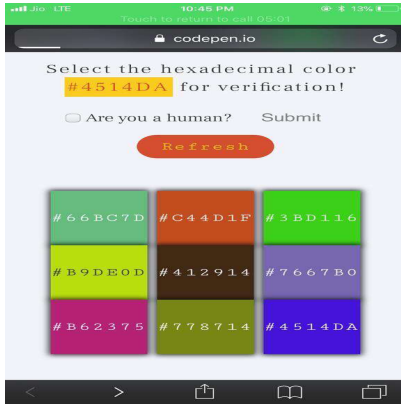 Jio LTE 10:45 PM 13%
Touch to return to call 05:01
codepen.io
Select the hexadecimal color
#4514DA for verification!
Are you a human? Submit
Refresh
#66BC7D #C44D1F #3BD116
#B9DE0D #412914 #7667B0
#B62375 #778714 #4514DA